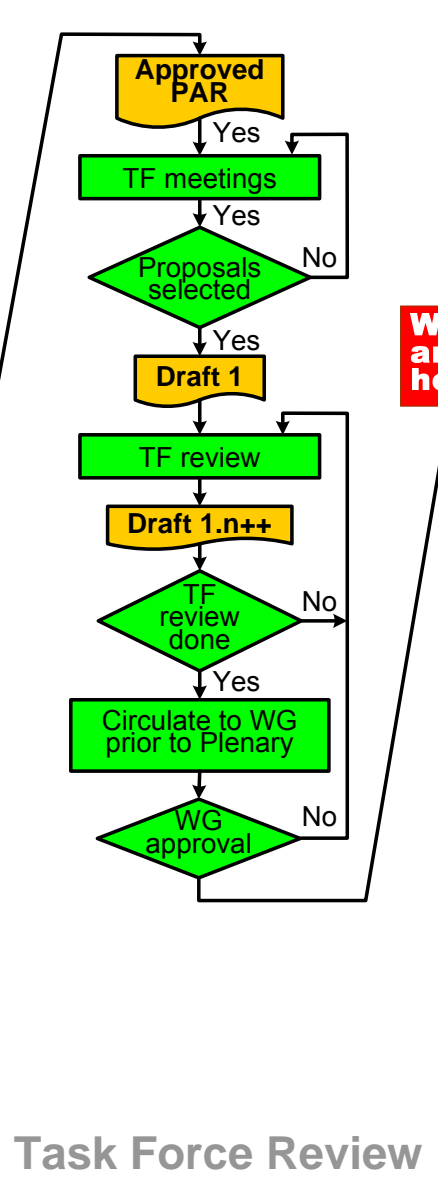 Approved
PAR
Yes
TF meetings
Yes
Proposals
selected
No
Yes
Draft 1
TF review
Draft 1.n++
TF
review
done
No
Yes
Circulate to WG
prior to Plenary
WG
approval
No
Task Force Review